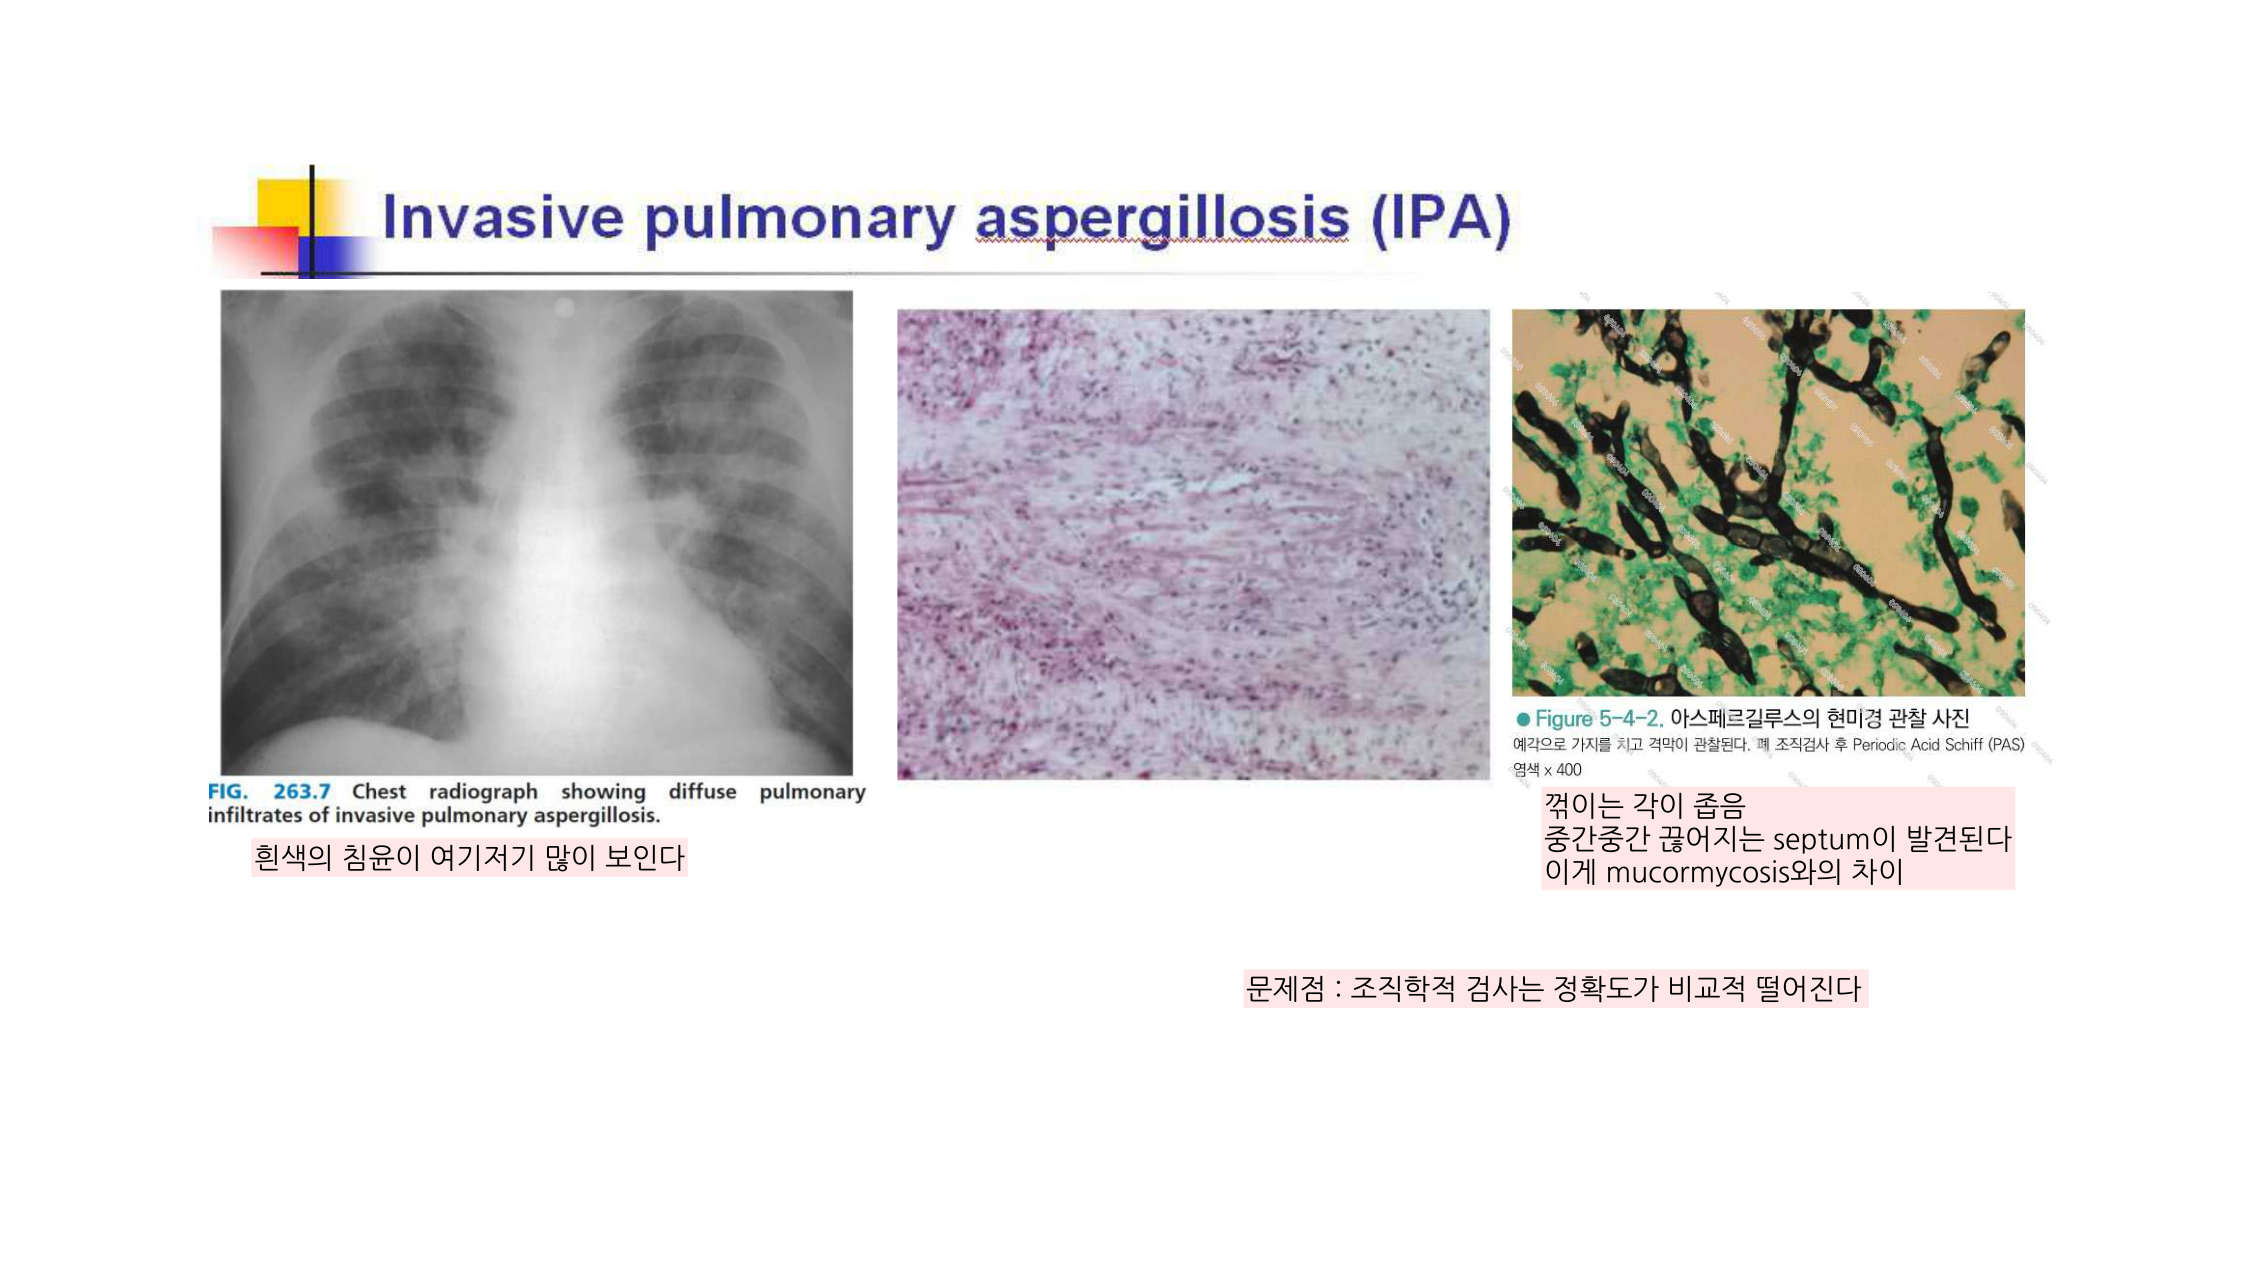 Invasive pulmonary aspergillosis (IPA)
FIG. 263.7 Chest radiograph showing diffuse pulmonary
infiltrates of invasive pulmonary aspergillosis.
흰색의 침윤이 여기저기 많이 보인다
● Figure 5-4-2. 아스페르길루스의 현미경 관찰 사진
예각으로 가지를 치고 격막이 관찰된다. 폐 조직검사 후 Periodic Acid Schiff (PAS)
염색 x 400
꺾이는 각이 좁음
중간중간 끊어지는 septum이 발견된다
이게 mucormycosis와의 차이
문제점 : 조직학적 검사는 정확도가 비교적 떨어진다